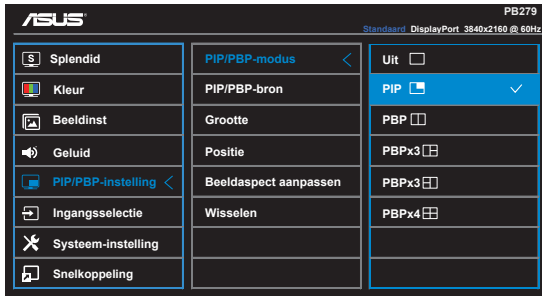 ASUS
PB279
Standaard DisplayPort 3840x2160 @ 60Hz
S Splendid
Kleur
Beeldinst
Geluid
PIP/PBP-instelling
Ingangsselectie
Systeem-instelling
Snelkoppeling
PIP/PBP-modus
PIP/PBP-bron
Grootte
Positie
Beeldaspect aanpassen
Wisselen
Uit
PIP
PBP
PBPx3
PBPx3
PBPx4